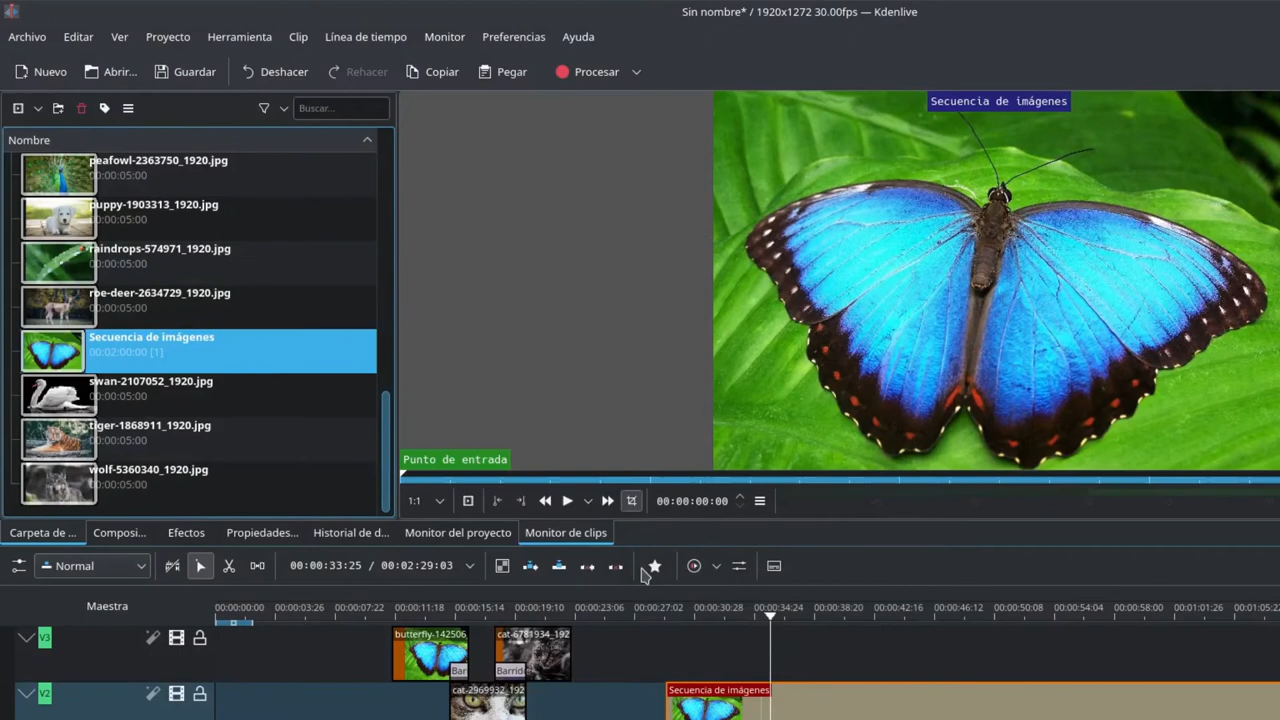 Sin nombre* / 1920x1272 30.00fps — Kdenlive
Archivo Editar Ver Proyecto Herramienta Clip Línea de tiempo Monitor Preferencias Ayuda
Nuevo Abrir... Guardar Deshacer Rehacer Copiar Pegar Procesar
Buscar...
Nombre
peafowl-2363750_1920.jpg
00:00:05:00
puppy-1903313_1920.jpg
00:00:05:00
raindrops-574971_1920.jpg
00:00:05:00
roe-deer-2634729_1920.jpg
00:00:05:00
Secuencia de imágenes
00:02:00:00 [1]
swan-2107052_1920.jpg
00:00:05:00
tiger-1868911_1920.jpg
00:00:05:00
wolf-5360340_1920.jpg
00:00:05:00
Secuencia de imágenes
Punto de entrada
1:1 00:00:00:00
Carpeta de ... Composi... Efectos Propiedades... Historial de d... Monitor del proyecto Monitor de clips
Normal 00:00:33:25 / 00:02:29:03
Maestra 00:00:00:00 00:00:03:26 00:00:07:22 00:00:11:18 00:00:15:14 00:00:19:10 00:00:23:06 00:00:27:02 00:00:30:28 00:00:34:24 00:00:38:20 00:00:42:16 00:00:46:12 00:00:50:08 00:00:54:04 00:00:58:00 00:01:01:26 00:01:05:22
V3 butterfly-142506 cat-6781934_192
Bar Barrid
V2 cat-2969932_192 Secuencia de imágenes